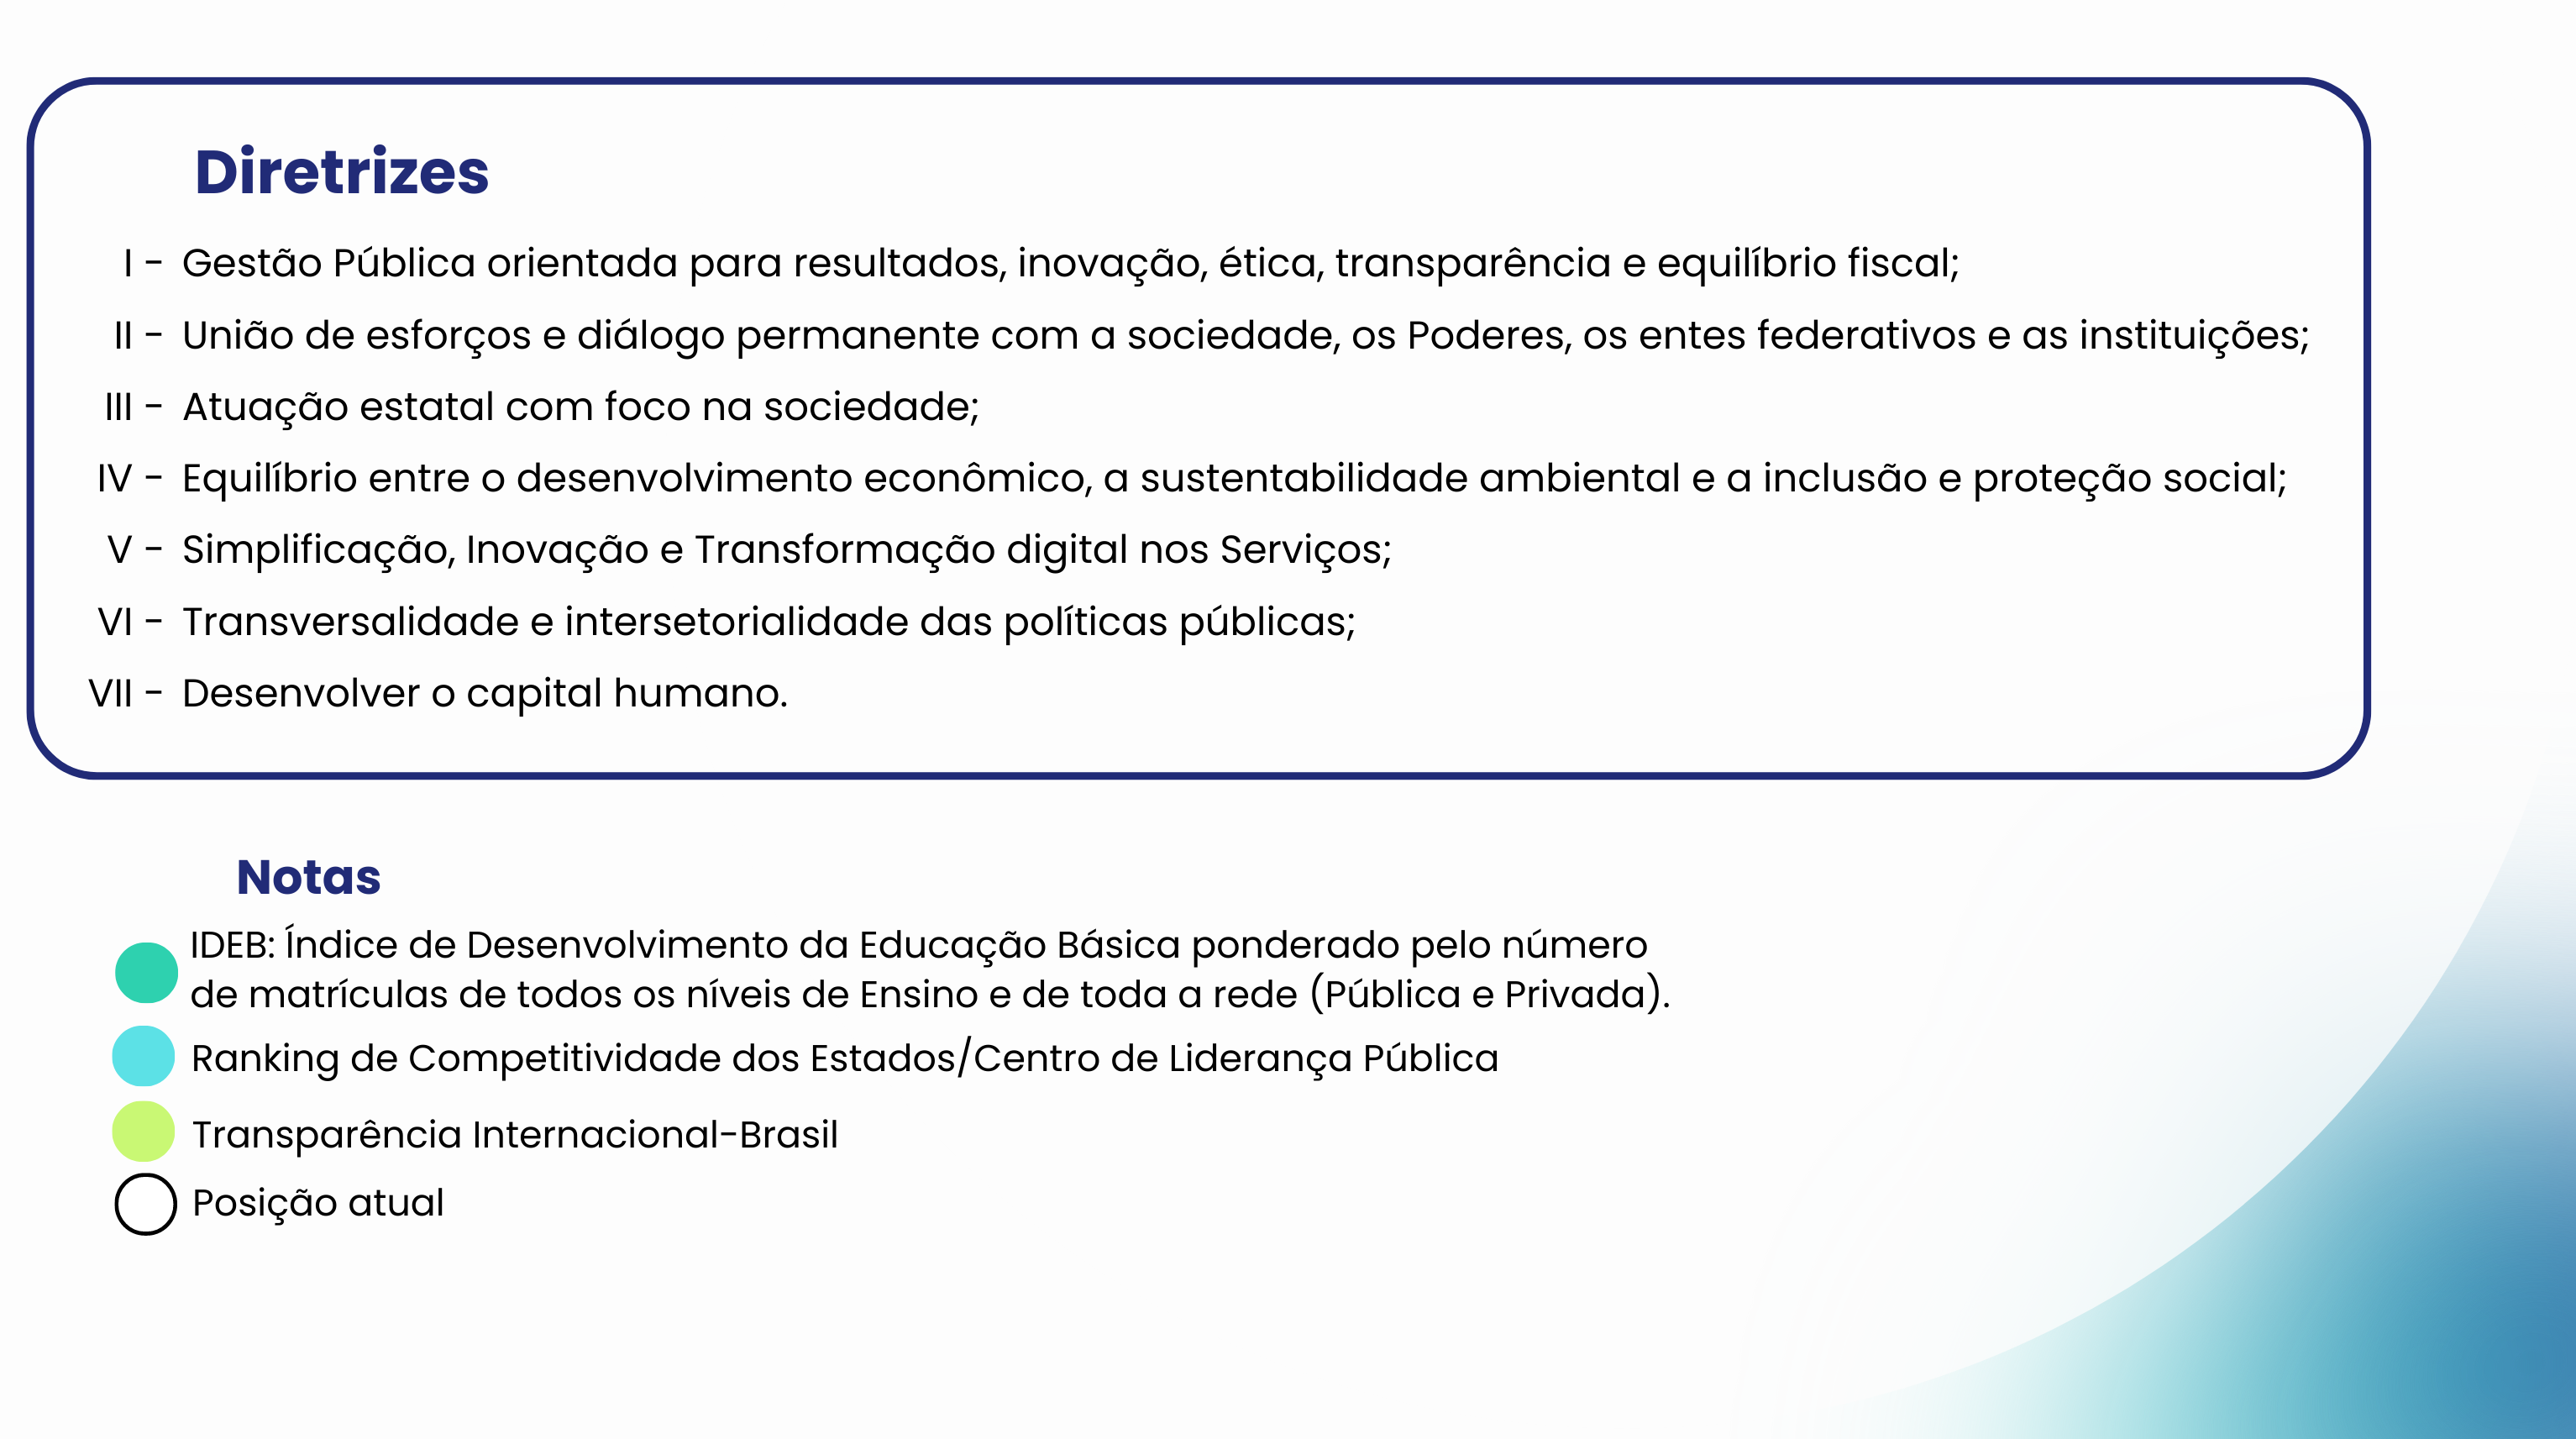 Diretrizes
I - Gestão Pública orientada para resultados, inovação, ética, transparência e equilíbrio fiscal;
II - União de esforços e diálogo permanente com a sociedade, os Poderes, os entes federativos e as instituições;
III - Atuação estatal com foco na sociedade;
IV - Equilíbrio entre o desenvolvimento econômico, a sustentabilidade ambiental e a inclusão e proteção social;
V - Simplificação, Inovação e Transformação digital nos Serviços;
VI - Transversalidade e intersetorialidade das políticas públicas;
VII - Desenvolver o capital humano.
Notas
IDEB: Índice de Desenvolvimento da Educação Básica ponderado pelo número
de matrículas de todos os níveis de Ensino e de toda a rede (Pública e Privada).
Ranking de Competitividade dos Estados/Centro de Liderança Pública
Transparência Internacional-Brasil
Posição atual